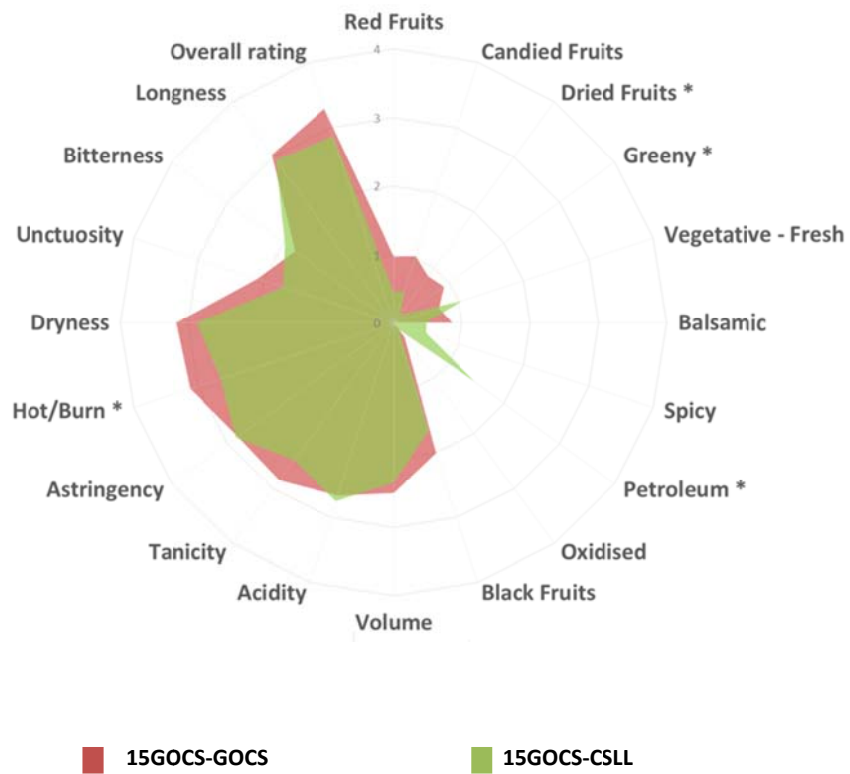 Red Fruits
Overall rating
Candied Fruits
Longness
Dried Fruits *
Bitterness
Greeny *
Unctuosity
Vegetative - Fresh
Dryness
Balsamic
Hot/Burn *
Spicy
Astringency
Petroleum *
Tanicity
Oxidised
Acidity
Black Fruits
Volume
4
3
2
1
0
15GOCS-GOCS
15GOCS-CSLL